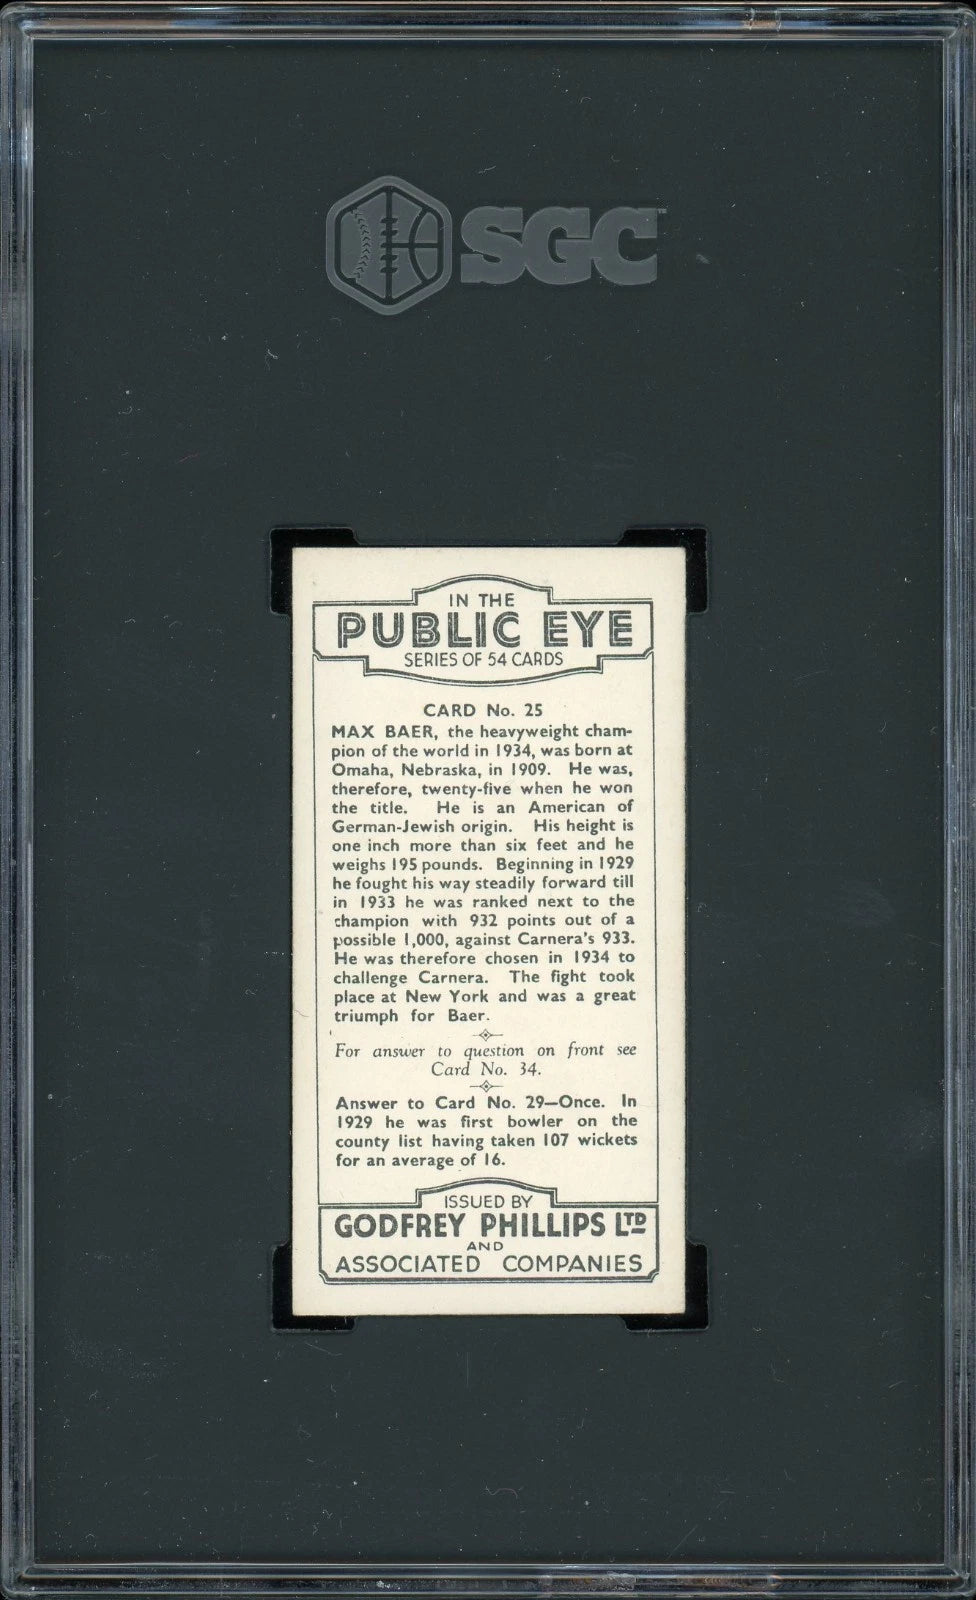 SGC
IN THE
PUBLIC EYE
SERIES OF 54 CARDS
CARD No. 25
MAX BAER, the heavyweight cham-
pion of the world in 1934, was born at
Omaha, Nebraska, in 1909. He was,
therefore, twenty-five when he won
the title. He is an American of
German-Jewish origin. His height is
one inch more than six feet and he
weighs 195 pounds. Beginning in 1929
he fought his way steadily forward till
in 1933 he was ranked next to the
champion with 932 points out of a
possible 1,000, against Carnera's 933.
He was therefore chosen in 1934 to
challenge Carnera. The fight took
place at New York and was a great
triumph for Baer.
For answer to question on front see
Card No. 34.
Answer to Card No. 29—Once. In
1929 he was first bowler on the
county list having taken 107 wickets
for an average of 16.
ISSUED BY
GODFREY PHILLIPS LTD
AND
ASSOCIATED COMPANIES